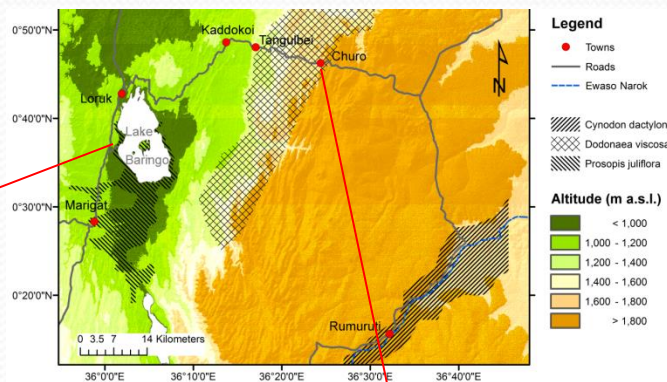 0°50'0"N
0°40'0"N
0°30'0"N
0°20'0"N
Kaddokoi
Tangulbei
Churo
Loruk
Lake
Baringo
Marigat
Rumuruti
N
0 3.5 7 14 Kilometers
36°0'0"E 36°10'0"E 36°20'0"E 36°30'0"E 36°40'0"E
Legend
Towns
Roads
Ewaso Narok
Cynodon dactylon
Dodonaea viscosa
Prosopis juliflora
Altitude (m a.s.l.)
< 1,000
1,000 - 1,200
1,200 - 1,400
1,400 - 1,600
1,600 - 1,800
> 1,800